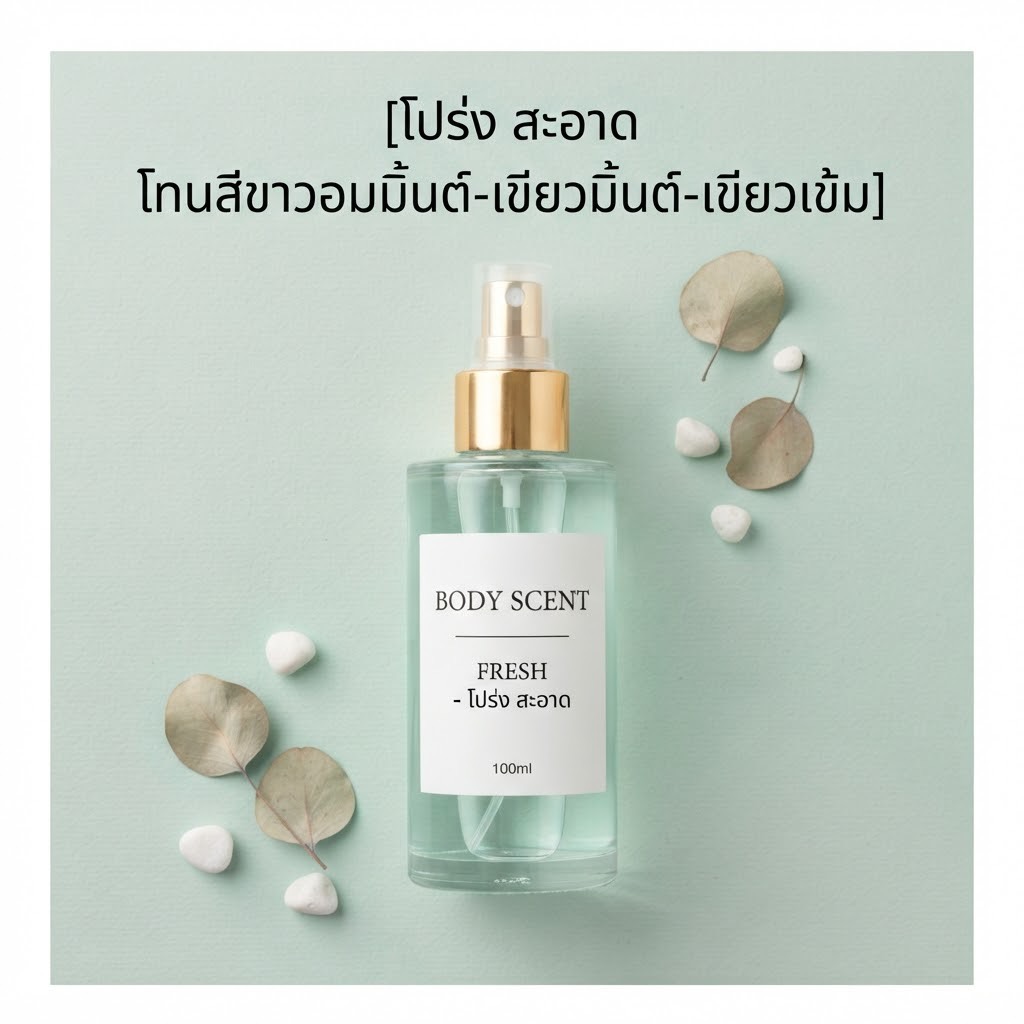 [โปร่ง สะอาด
โทนสีขาวอมมิ้นต์-เขียวมิ้นต์-เขียวเข้ม]
BODY SCENT
FRESH
- โปร่ง สะอาด
100ml